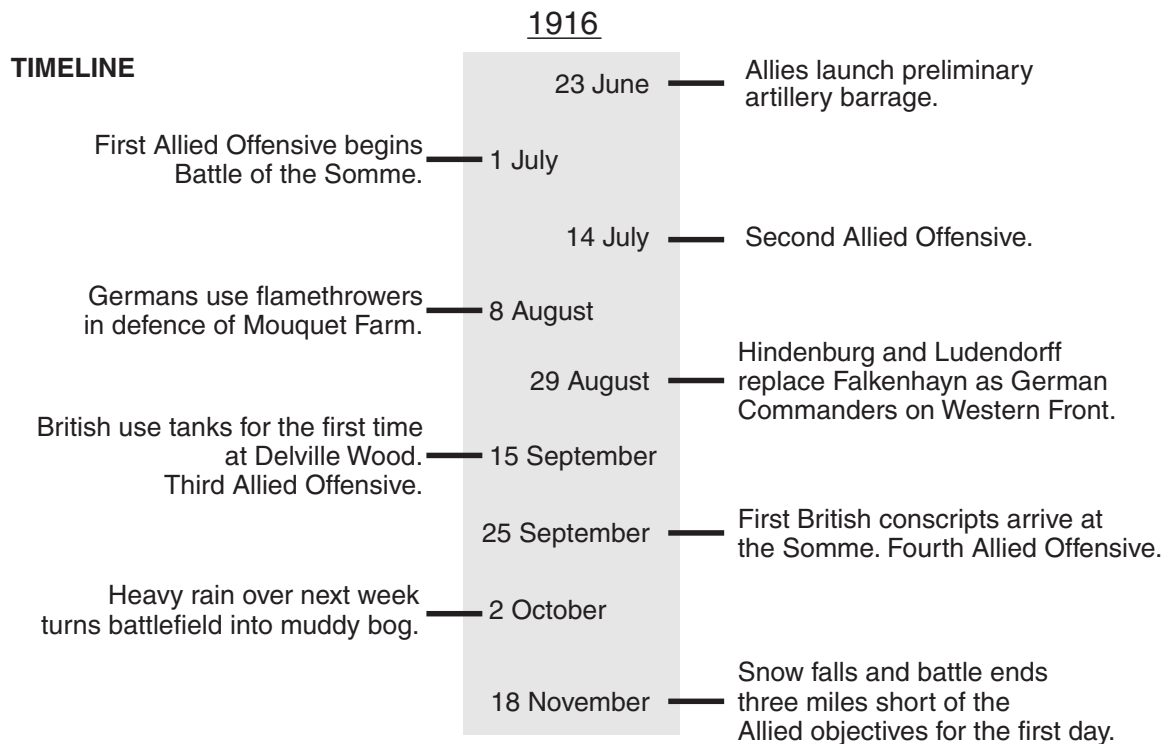 1916
TIMELINE
23 June
Allies launch preliminary
artillery barrage.
First Allied Offensive begins
Battle of the Somme.
1 July
14 July
Second Allied Offensive.
Germans use flamethrowers
in defence of Mouquet Farm.
8 August
29 August
Hindenburg and Ludendorff
replace Falkenhayn as German
Commanders on Western Front.
British use tanks for the first time
at Delville Wood.
Third Allied Offensive.
15 September
25 September
First British conscripts arrive at
the Somme. Fourth Allied Offensive.
Heavy rain over next week
turns battlefield into muddy bog.
2 October
18 November
Snow falls and battle ends
three miles short of the
Allied objectives for the first day.